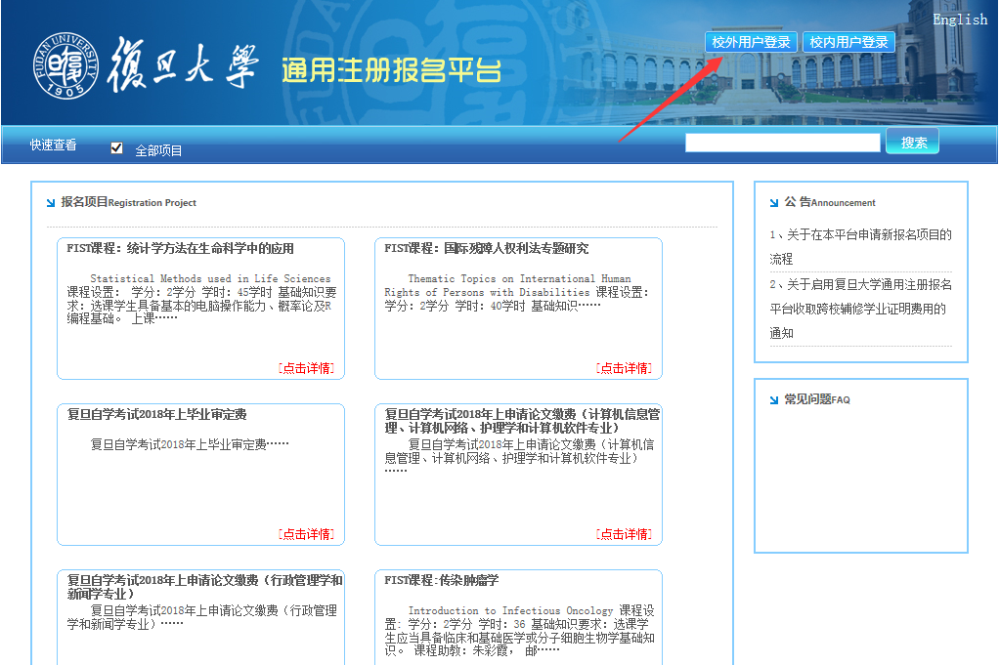 English
FUDAN UNIVERSITY
1905
復旦大學
通用注册报名平台
校外用户登录
校内用户登录
快速查看
全部项目
搜索
报名项目Registration Project
FIST课程：统计学方法在生命科学中的应用
Statistical Methods used in Life Sciences
课程设置： 学分：2学分 学时：45学时 基础知识要
求：选课学生具备基本的电脑操作能力、概率论及R
编程基础。 上课……
[点击详情]
FIST课程：国际残障人权利法专题研究
Thematic Topics on International Human
Rights of Persons with Disabilities 课程设置：
学分：2学分 学时：40学时 基础知识……
[点击详情]
复旦自学考试2018年上毕业审定费
复旦自学考试2018年上毕业审定费……
[点击详情]
复旦自学考试2018年上申请论文缴费（计算机信息管
理、计算机网络、护理学和计算机软件专业）
复旦自学考试2018年上申请论文缴费（计算机信
息管理、计算机网络、护理学和计算机软件专业）
……
[点击详情]
复旦自学考试2018年上申请论文缴费（行政管理学和
新闻学专业）
复旦自学考试2018年上申请论文缴费（行政管理
学和新闻学专业）……
FIST课程:传染肿瘤学
Introduction to Infectious Oncology 课程设
置: 学分：2学分 学时：36 基础知识要求：选课学
生应当具备临床和基础医学或分子细胞生物学基础知
识。 课程助教：朱彩霞， 邮……
公 告Announcement
1、关于在本平台申请新报名项目的
流程
2、关于启用复旦大学通用注册报名
平台收取跨校辅修学业证明费用的
通知
常见问题FAQ